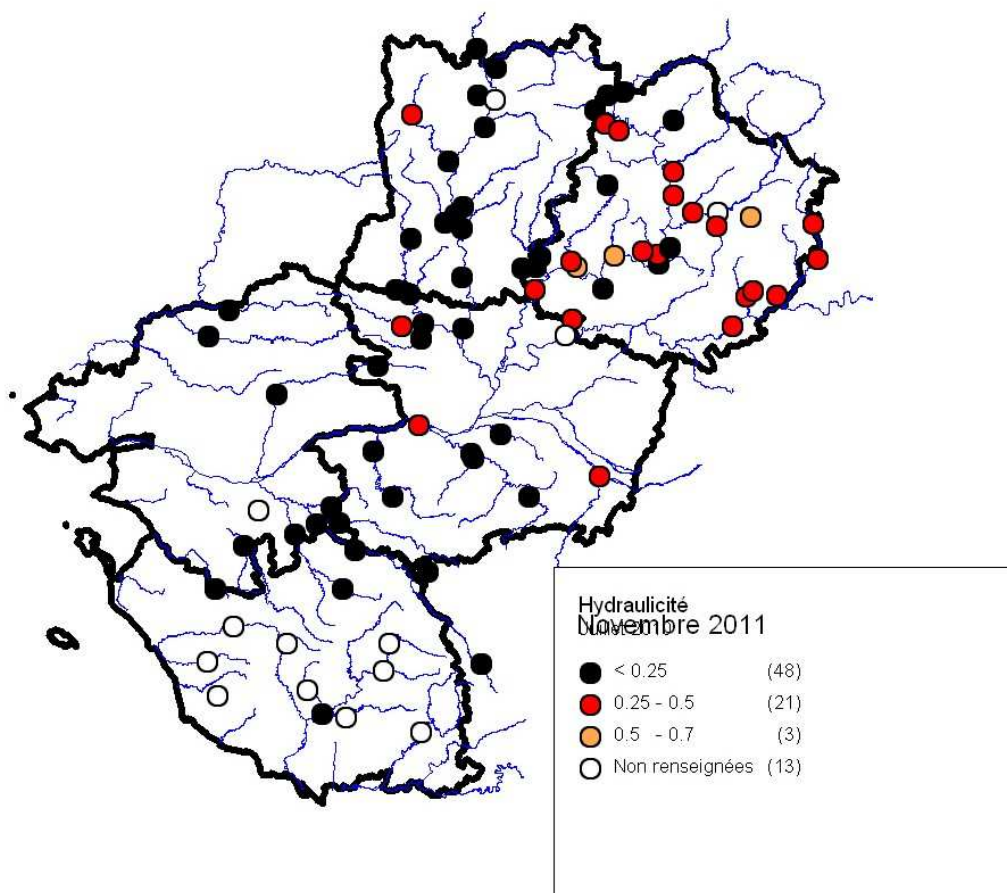 Hydraulicité
Novembre 2011
< 0.25 (48)
0.25 - 0.5 (21)
0.5 - 0.7 (3)
Non renseignées (13)